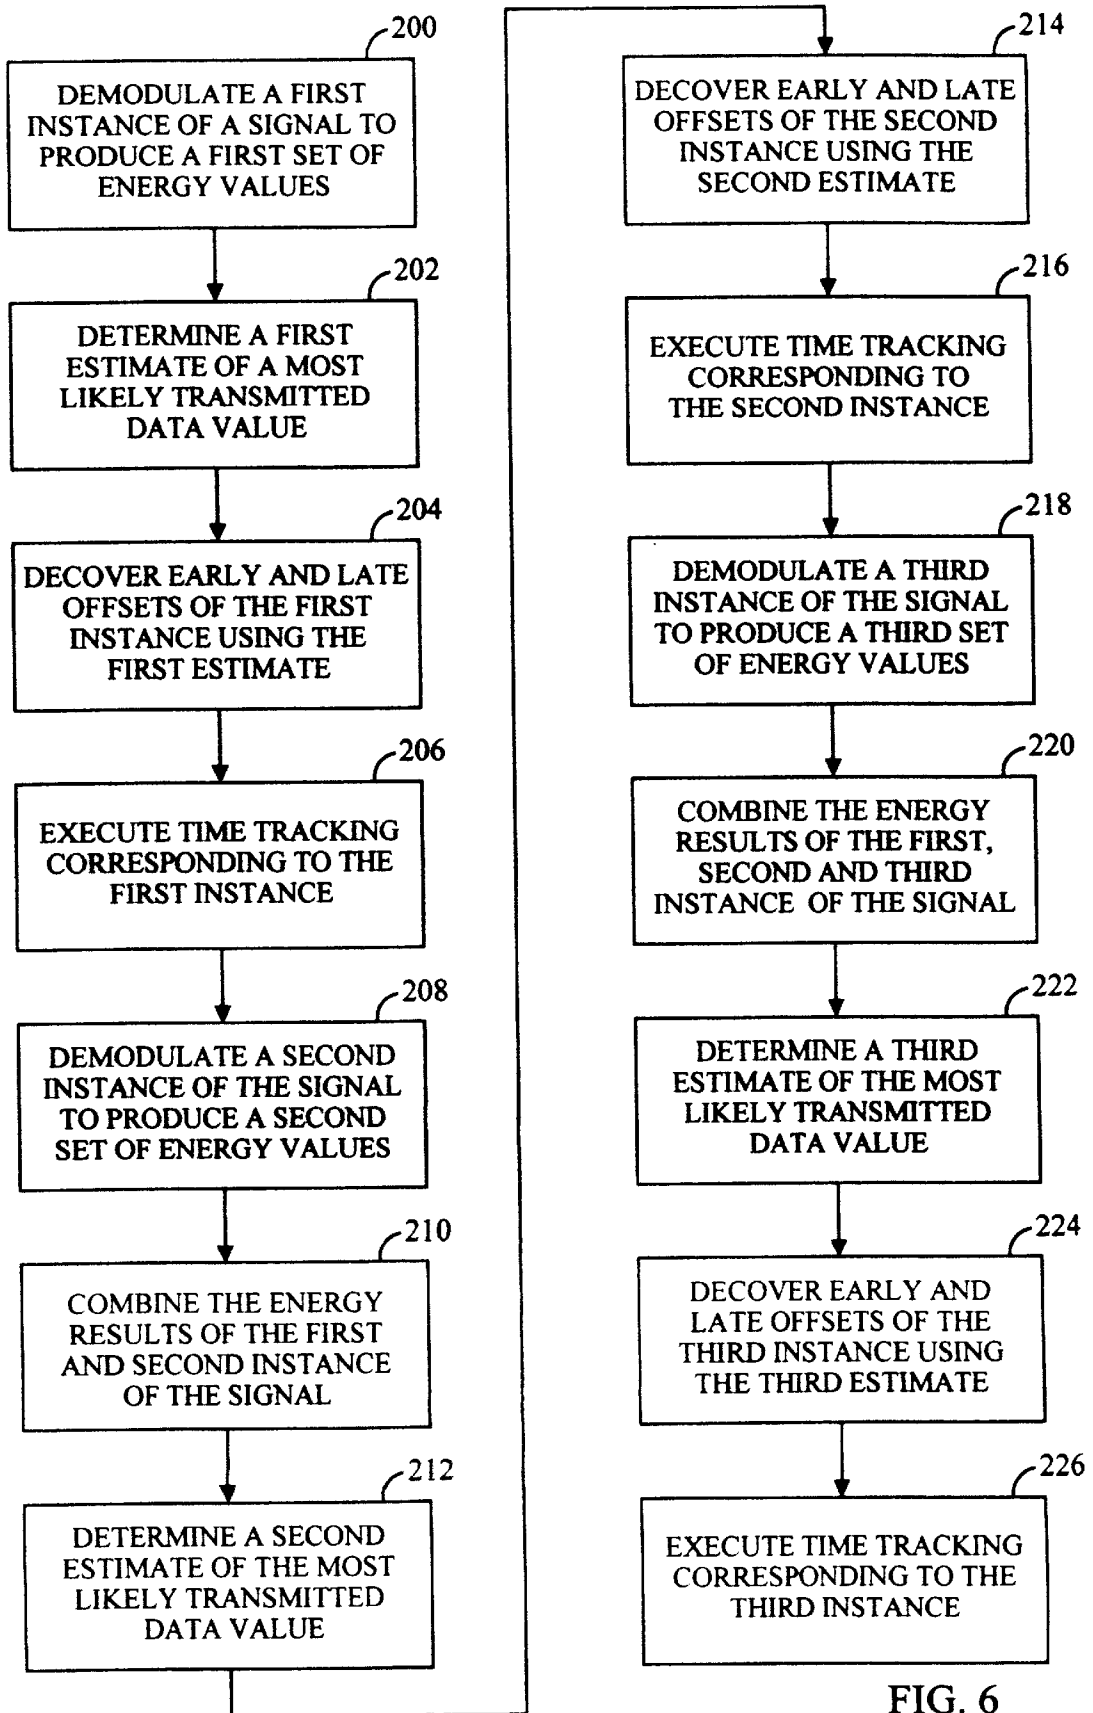 200
DEMODULATE A FIRST
INSTANCE OF A SIGNAL TO
PRODUCE A FIRST SET OF
ENERGY VALUES
202
DETERMINE A FIRST
ESTIMATE OF A MOST
LIKELY TRANSMITTED
DATA VALUE
204
DECOVER EARLY AND LATE
OFFSETS OF THE FIRST
INSTANCE USING THE
FIRST ESTIMATE
206
EXECUTE TIME TRACKING
CORRESPONDING TO THE
FIRST INSTANCE
208
DEMODULATE A SECOND
INSTANCE OF THE SIGNAL
TO PRODUCE A SECOND
SET OF ENERGY VALUES
210
COMBINE THE ENERGY
RESULTS OF THE FIRST
AND SECOND INSTANCE
OF THE SIGNAL
212
DETERMINE A SECOND
ESTIMATE OF THE MOST
LIKELY TRANSMITTED
DATA VALUE
214
DECOVER EARLY AND LATE
OFFSETS OF THE SECOND
INSTANCE USING THE
SECOND ESTIMATE
216
EXECUTE TIME TRACKING
CORRESPONDING TO
THE SECOND INSTANCE
218
DEMODULATE A THIRD
INSTANCE OF THE SIGNAL
TO PRODUCE A THIRD SET
OF ENERGY VALUES
220
COMBINE THE ENERGY
RESULTS OF THE FIRST,
SECOND AND THIRD
INSTANCE OF THE SIGNAL
222
DETERMINE A THIRD
ESTIMATE OF THE MOST
LIKELY TRANSMITTED
DATA VALUE
224
DECOVER EARLY AND
LATE OFFSETS OF THE
THIRD INSTANCE USING
THE THIRD ESTIMATE
226
EXECUTE TIME TRACKING
CORRESPONDING TO THE
THIRD INSTANCE
FIG. 6